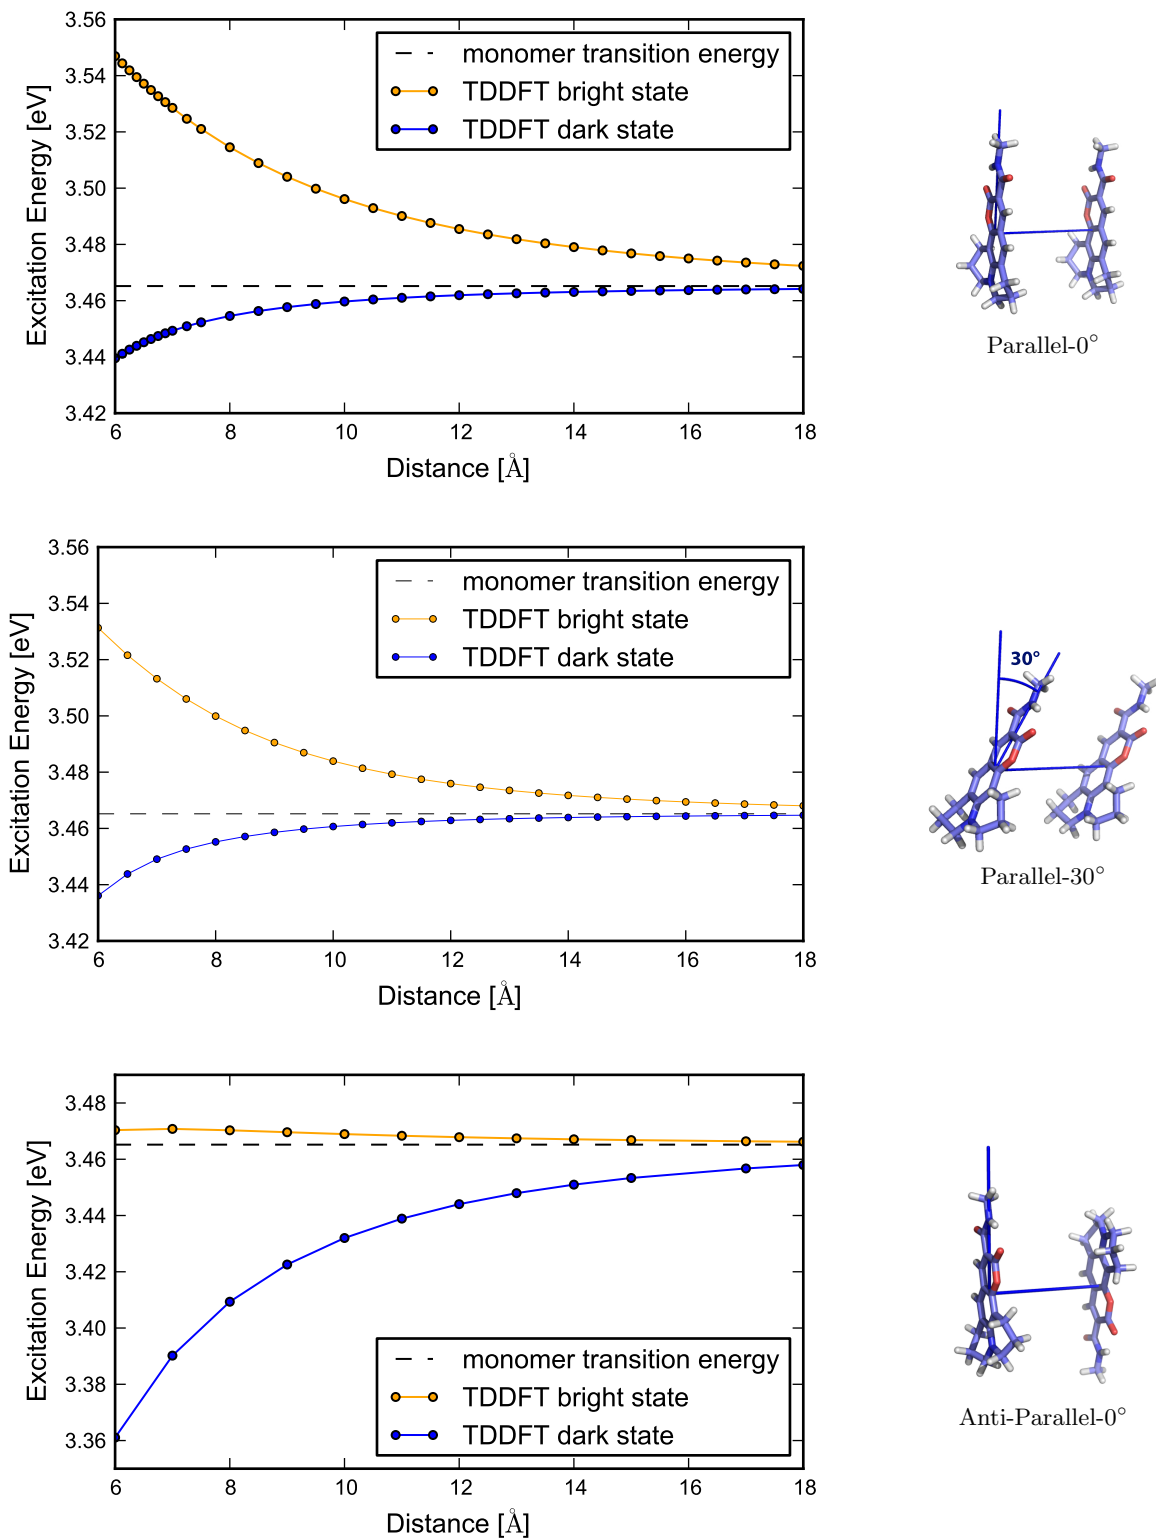 3.56
3.54
3.52
3.50
3.48
3.46
3.44
3.42
Excitation Energy [eV]
monomer transition energy
TDDFT bright state
TDDFT dark state
6 8 10 12 14 16 18
Distance [Å]
Parallel-0°
3.56
3.54
3.52
3.50
3.48
3.46
3.44
3.42
Excitation Energy [eV]
monomer transition energy
TDDFT bright state
TDDFT dark state
6 8 10 12 14 16 18
Distance [Å]
30°
Parallel-30°
3.48
3.46
3.44
3.42
3.40
3.38
3.36
Excitation Energy [eV]
monomer transition energy
TDDFT bright state
TDDFT dark state
6 8 10 12 14 16 18
Distance [Å]
Anti-Parallel-0°